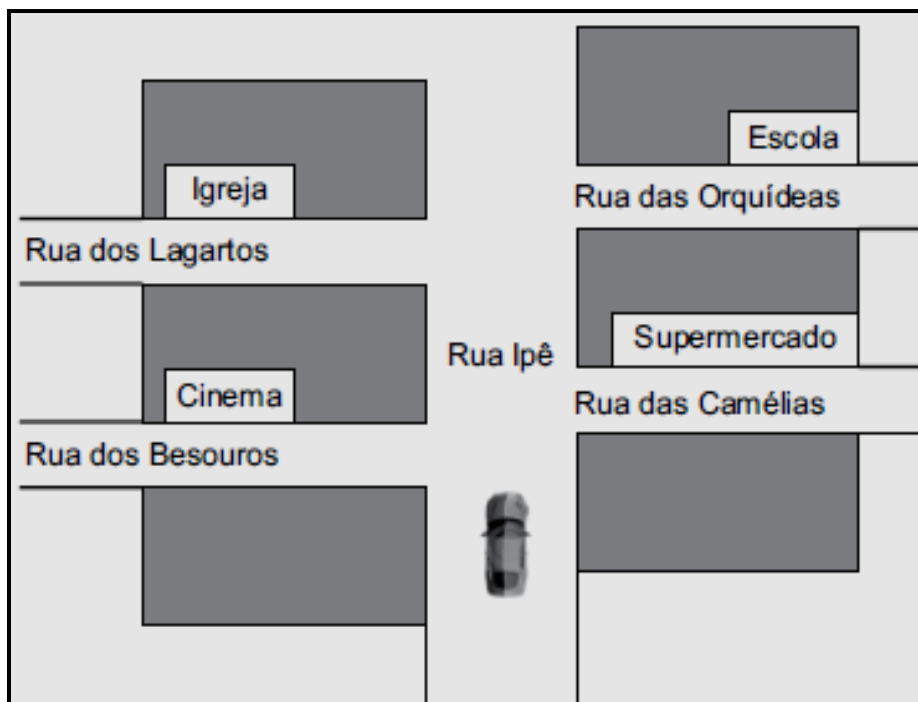 Escola
Igreja
Rua das Orquídeas
Rua dos Lagartos
Supermercado
Rua Ipê
Cinema
Rua das Camélias
Rua dos Besouros